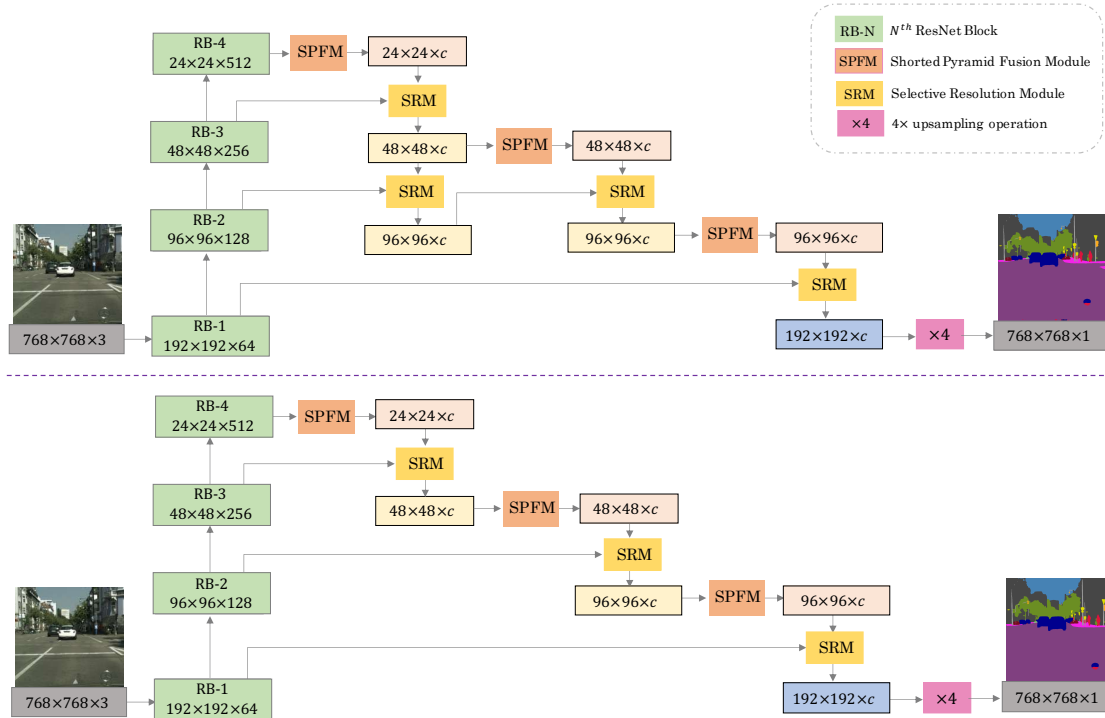 RB-N
Nth ResNet Block
SPFM
Shorted Pyramid Fusion Module
SRM
Selective Resolution Module
×4
4× upsampling operation
RB-4
24×24×512
SPFM
24×24×c
SRM
RB-3
48×48×256
48×48×c
SPFM
48×48×c
SRM
SRM
RB-2
96×96×128
96×96×c
96×96×c
SPFM
96×96×c
SRM
768×768×3
RB-1
192×192×64
192×192×c
×4
768×768×1
RB-4
24×24×512
SPFM
24×24×c
SRM
RB-3
48×48×256
48×48×c
SPFM
48×48×c
SRM
RB-2
96×96×128
96×96×c
SPFM
96×96×c
SRM
768×768×3
RB-1
192×192×64
192×192×c
×4
768×768×1